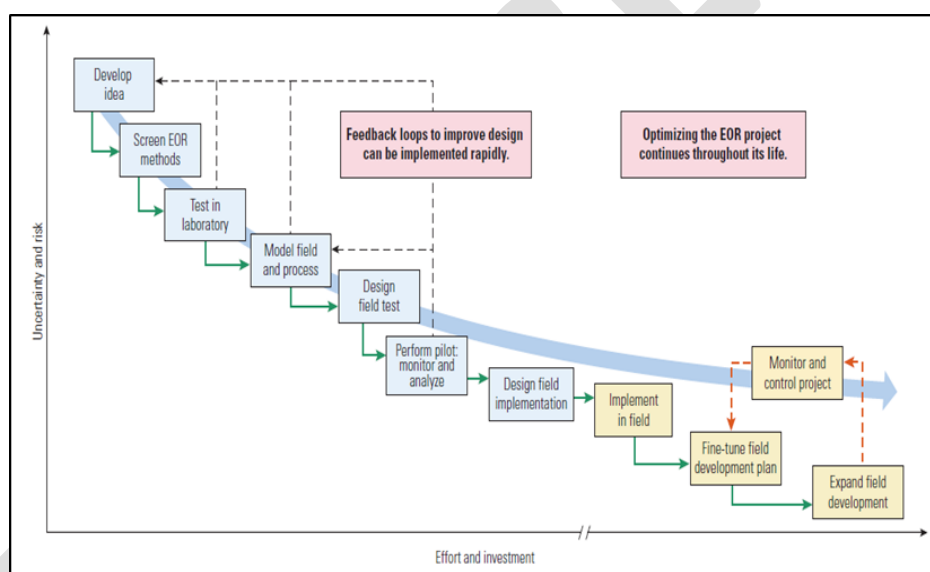 Develop
idea
Screen EOR
methods
Test in
laboratory
Model field
and process
Design
field test
Perform pilot:
monitor and
analyze
Design field
implementation
Implement
in field
Fine-tune field
development plan
Expand field
development
Monitor and
control project
Feedback loops to improve design
can be implemented rapidly.
Optimizing the EOR project
continues throughout its life.
Uncertainty and risk
Effort and investment